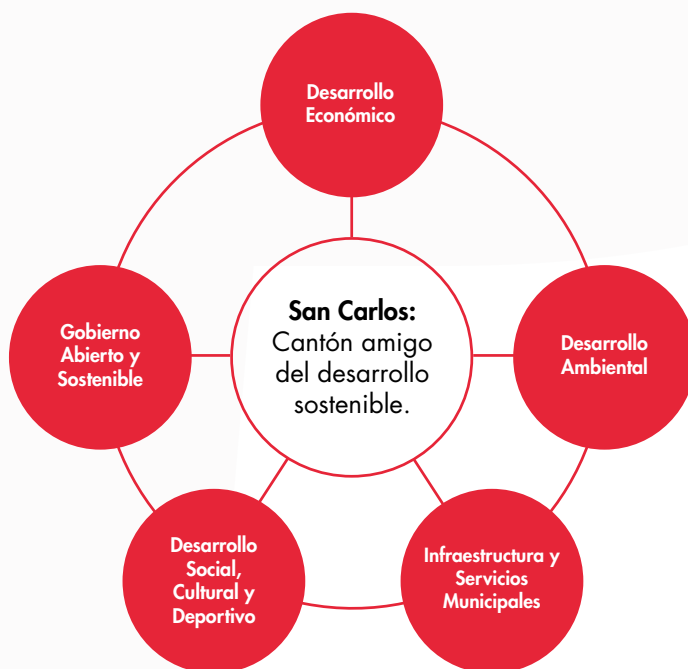 Desarrollo
Económico
San Carlos:
Cantón amigo
del desarrollo
sostenible.
Gobierno
Abierto y
Sostenible
Desarrollo
Ambiental
Desarrollo
Social,
Cultural y
Deportivo
Infraestructura y
Servicios
Municipales